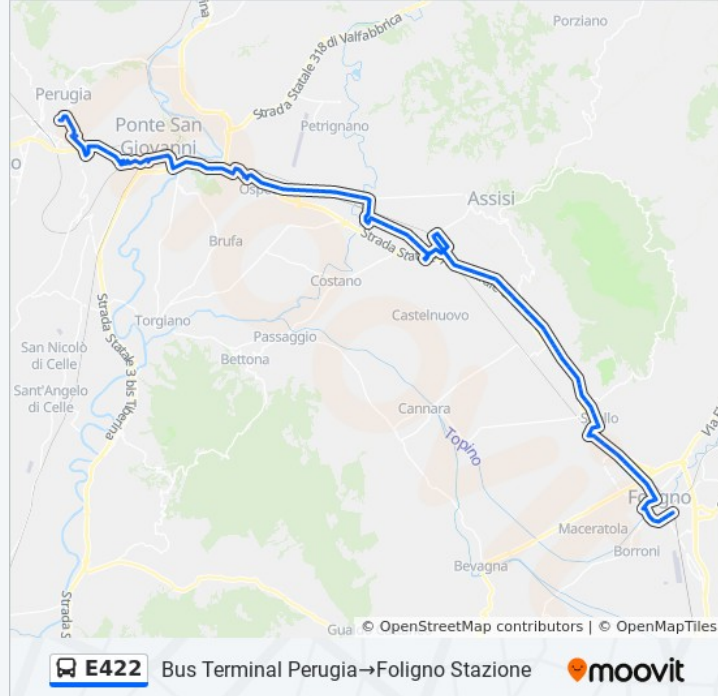 Porziano
Strada Statale 318 di Valfabbrica
Perugia
Petrignano
Ponte San
Giovanni
Assisi
Brufa
Costano
Castelnuovo
Torgiano
Passaggio
San Nicolò
di Celle
Bettona
Sant'Angelo
di Celle
Strada Statale 3 bis Tiberina
Cannara
Topino
Foligno
Maceratola
Borroni
Bevagna
© OpenStreetMap contributors | © OpenMapTiles
E422 Bus Terminal Perugia→Foligno Stazione
moovit